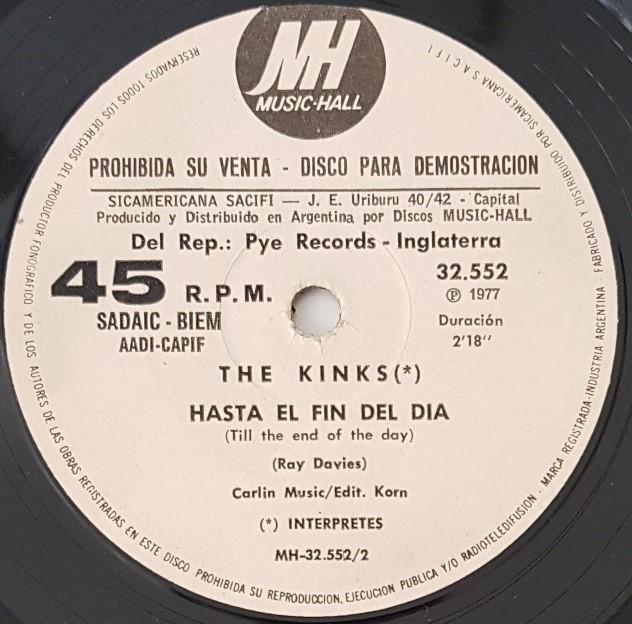 MH
MUSIC-HALL
PROHIBIDA SU VENTA - DISCO PARA DEMOSTRACION
SICAMERICANA SACIFI — J. E. Uriburu 40/42 - Capital
Producido y Distribuido en Argentina por Discos MUSIC-HALL
Del Rep.: Pye Records - Inglaterra
45 R.P.M.
32.552
℗ 1977
SADAIC - BIEM
AADI-CAPIF
Duración
2'18''
THE KINKS(*)
HASTA EL FIN DEL DIA
(Till the end of the day)
(Ray Davies)
Carlin Music/Edit. Korn
(*) INTERPRETES
MH-32.552/2
RESERVADOS TODOS LOS DERECHOS DEL PRODUCTOR FONOGRAFICO Y DE LOS AUTORES DE LAS OBRAS REGISTRADAS EN ESTE DISCO PROHIBIDA SU REPRODUCCION, EJECUCION PUBLICA Y/O RADIOTELEDIFUSION - MARCA REGISTRADA-INDUSTRIA ARGENTINA - FABRICADO Y DISTRIBUIDO POR SICAMERICANA S A C I F I